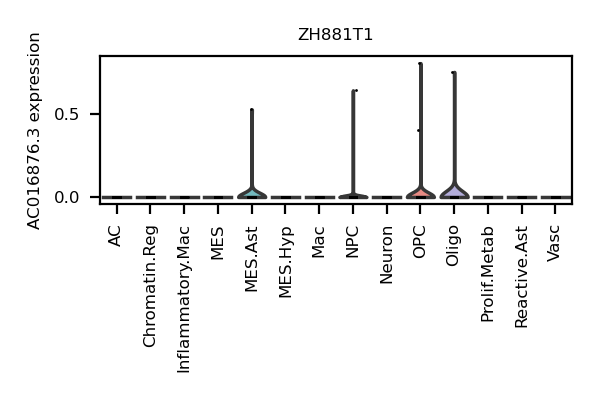 ZH881T1
AC016876.3 expression
0.5
0.0
AC
Chromatin.Reg
Inflammatory.Mac
MES
MES.Ast
MES.Hyp
Mac
NPC
Neuron
OPC
Oligo
Prolif.Metab
Reactive.Ast
Vasc